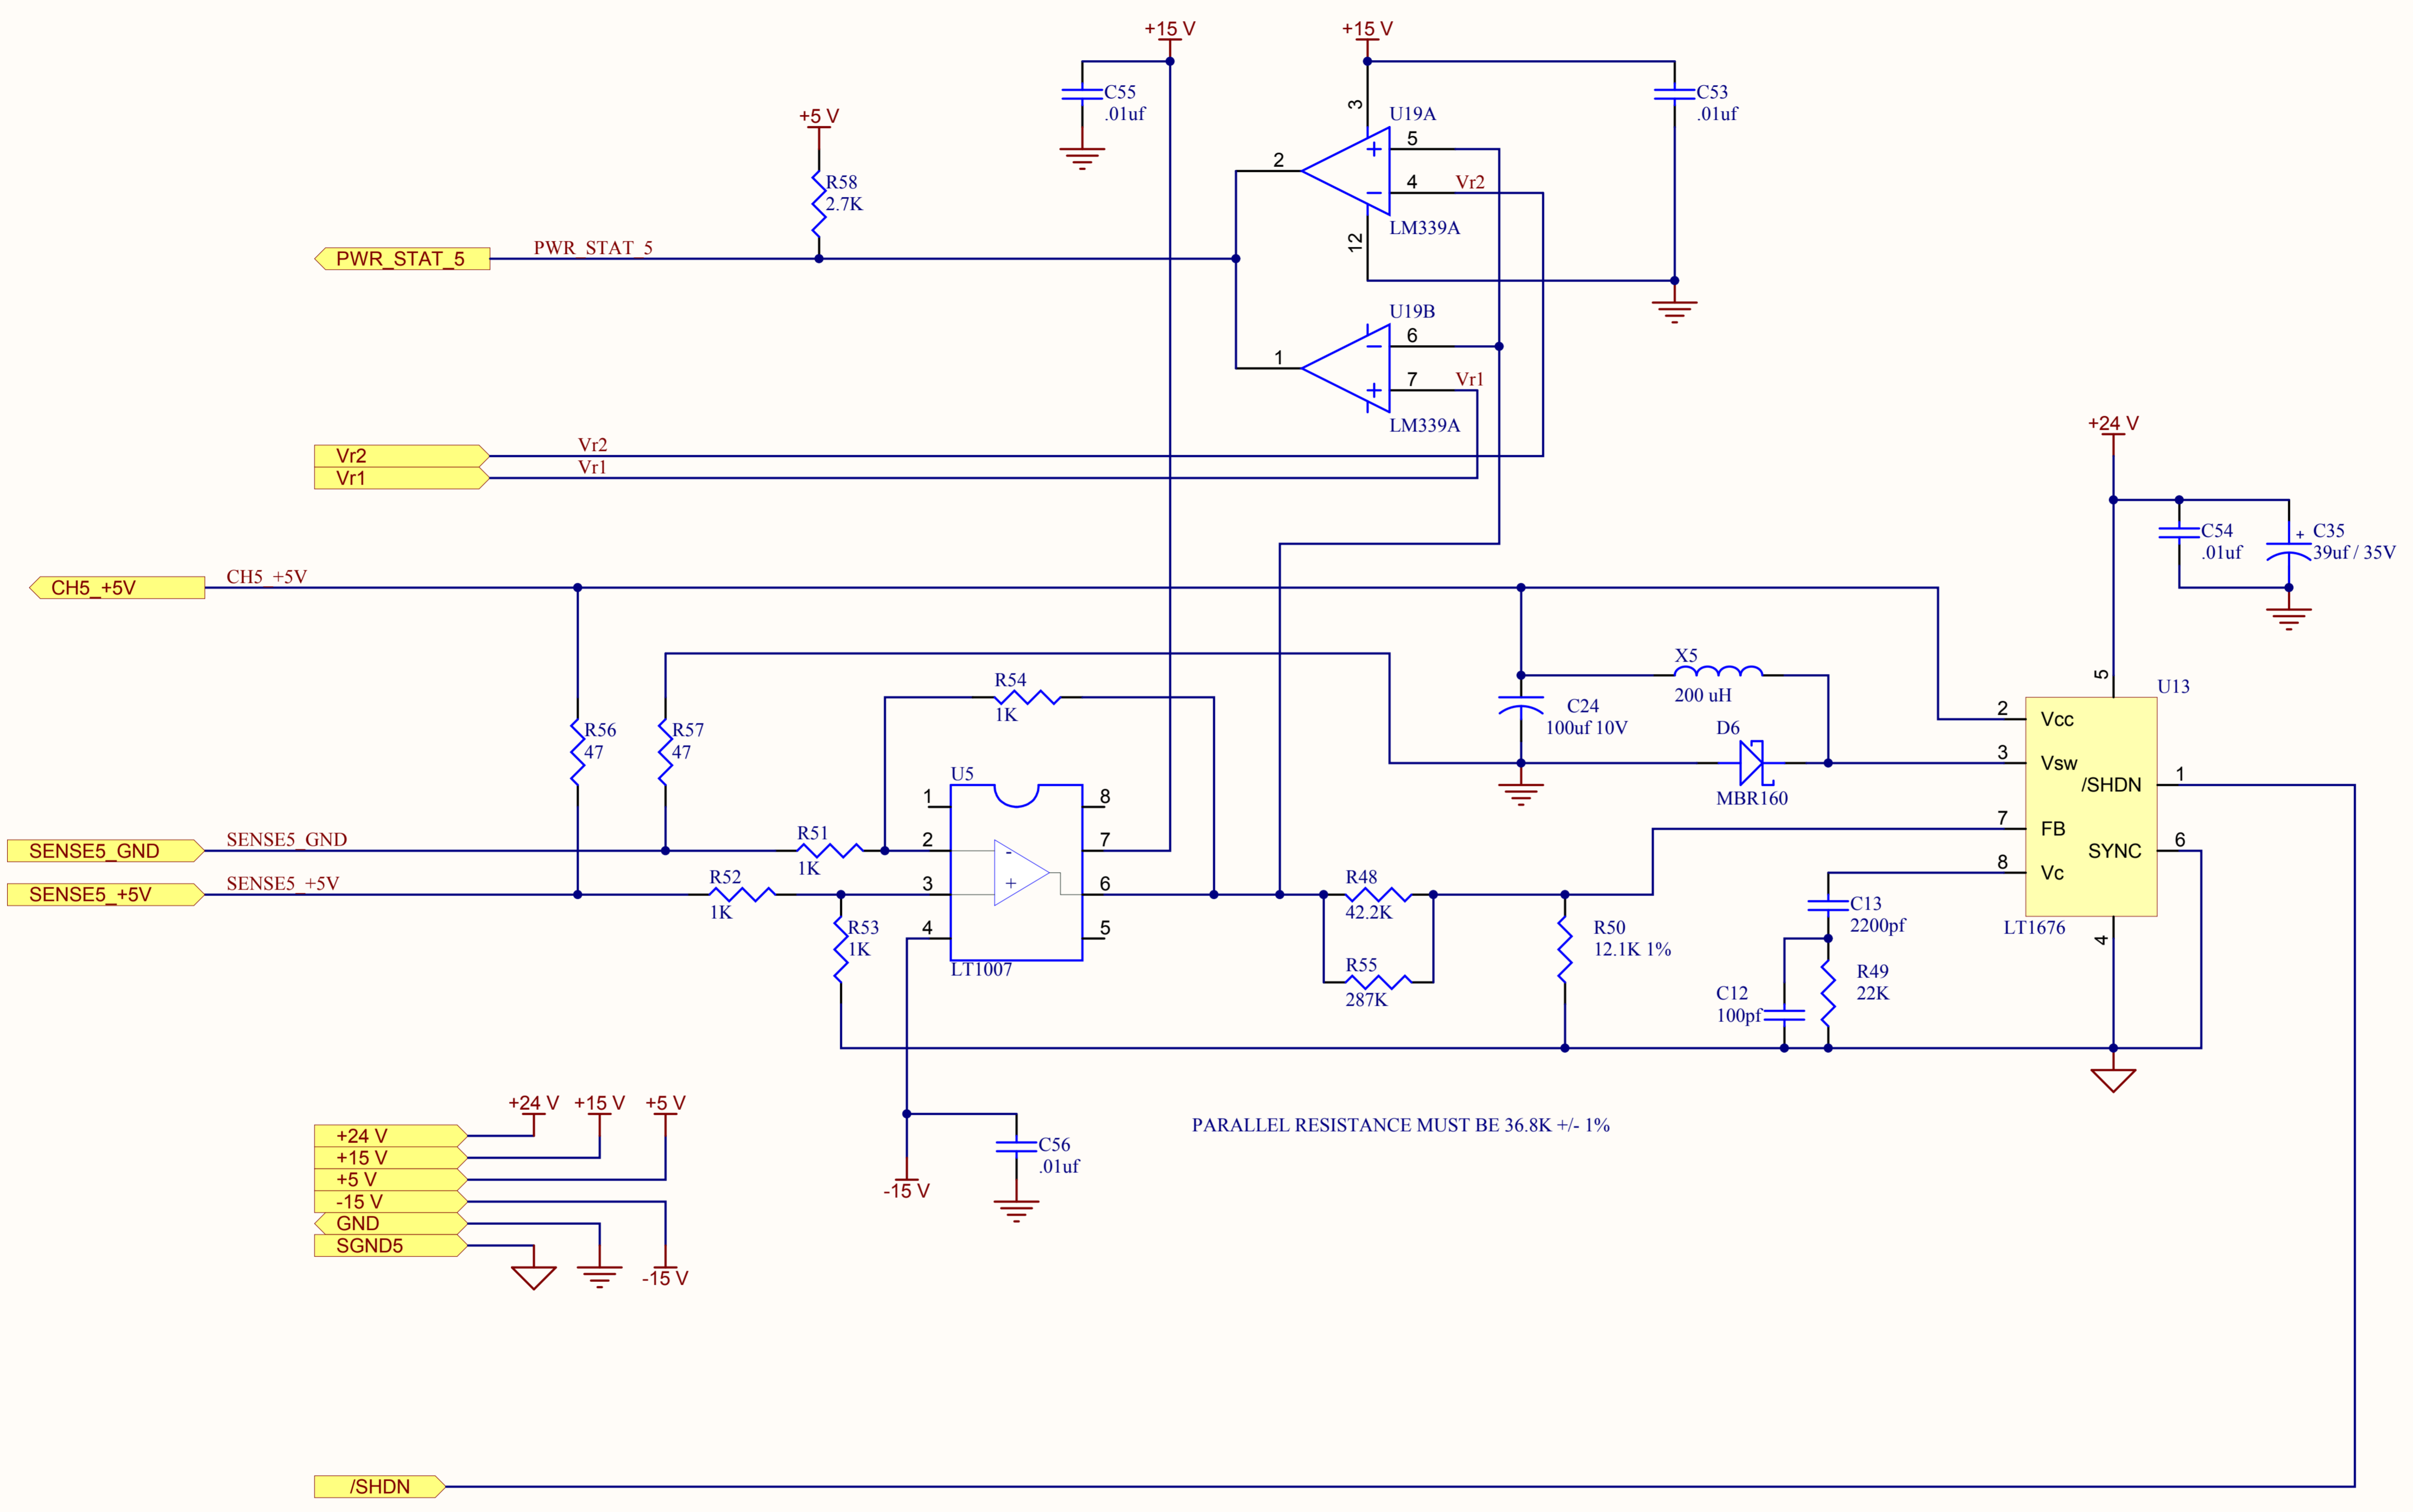 +15 V
+15 V
C55
.01uf
C53
.01uf
+5 V
3
U19A
5
2
4
Vr2
R58
2.7K
LM339A
12
PWR_STAT_5
PWR_STAT_5
U19B
6
1
7
Vr1
LM339A
+24 V
Vr2
Vr2
Vr1
Vr1
C54
.01uf
+
C35
39uf / 35V
CH5_+5V
CH5_+5V
X5
200 uH
5
U13
R54
1K
C24
100uf 10V
2
Vcc
R56
47
R57
47
D6
MBR160
3
Vsw
/SHDN
1
U5
1
8
7
FB
SENSE5_GND
SENSE5_GND
R51
1K
2
-
7
SYNC
6
8
Vc
SENSE5_+5V
SENSE5_+5V
R52
1K
3
+
6
R48
42.2K
C13
2200pf
R53
1K
4
5
LT1007
R50
12.1K 1%
LT1676
4
R55
287K
C12
100pf
R49
22K
+24 V
+15 V
+5 V
PARALLEL RESISTANCE MUST BE 36.8K +/- 1%
+24 V
+15 V
+5 V
-15 V
GND
SGND5
-15 V
C56
.01uf
-15 V
/SHDN